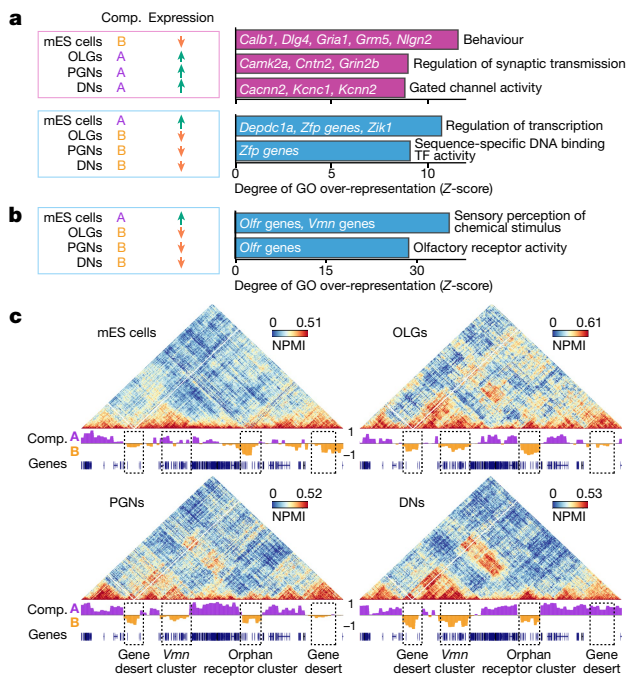 a
Comp. Expression
mES cells B
OLGs A
PGNs A
DNs A
Calb1, Dlg4, Gria1, Grm5, Nlgn2
Behaviour
Camk2a, Cntn2, Grin2b
Regulation of synaptic transmission
Cacnn2, Kcnc1, Kcnn2
Gated channel activity
mES cells A
OLGs B
PGNs B
DNs B
Depdc1a, Zfp genes, Zik1
Regulation of transcription
Zfp genes
Sequence-specific DNA binding
TF activity
0 5 10
Degree of GO over-representation (Z-score)
b
mES cells A
OLGs B
PGNs B
DNs B
Olfr genes, Vmn genes
Sensory perception of
chemical stimulus
Olfr genes
Olfactory receptor activity
0 15 30
Degree of GO over-representation (Z-score)
c
mES cells
0 0.51
NPMI
OLGs
0 0.61
NPMI
Comp. A
B
1
−1
Genes
PGNs
0 0.52
NPMI
DNs
0 0.53
NPMI
Comp. A
B
1
−1
Genes
Gene
desert
Vmn
cluster
Orphan
receptor cluster
Gene
desert
Gene
desert
Vmn
cluster
Orphan
receptor cluster
Gene
desert